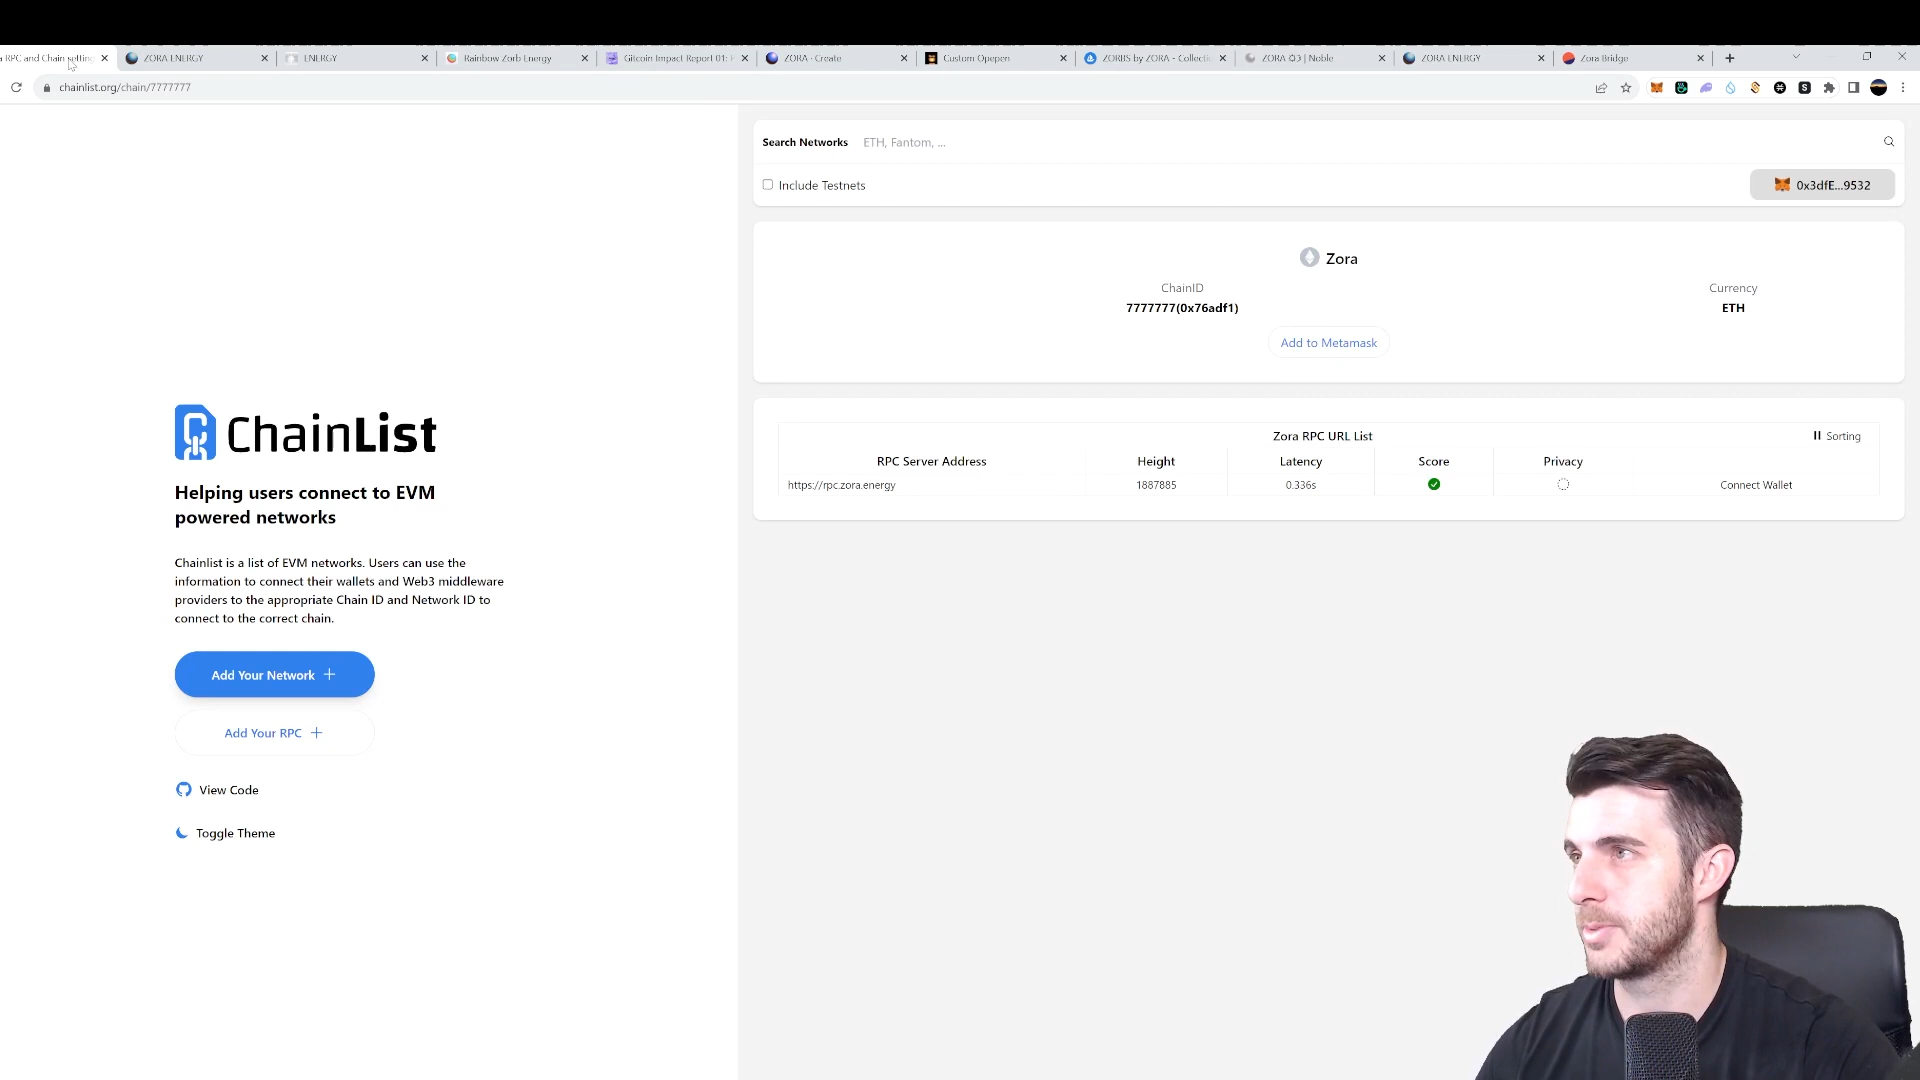 RPC and Chain setting
ZORA ENERGY
ENERGY
Rainbow Zorb Energy
Gitcoin Impact Report 01:
ZORA · Create
Custom Opepen
ZORBS by ZORA - Collecti
ZORA Q3 | Noble
ZORA ENERGY
Zora Bridge
chainlist.org/chain/7777777
Search Networks ETH, Fantom, ...
Include Testnets
0x3dfE...9532
Zora
ChainID
7777777(0x76adf1)
Currency
ETH
Add to Metamask
ChainList
Helping users connect to EVM
powered networks
Chainlist is a list of EVM networks. Users can use the
information to connect their wallets and Web3 middleware
providers to the appropriate Chain ID and Network ID to
connect to the correct chain.
Add Your Network
Add Your RPC
View Code
Toggle Theme
Zora RPC URL List
Sorting
RPC Server Address Height Latency Score Privacy
https://rpc.zora.energy 1887885 0.336s Connect Wallet